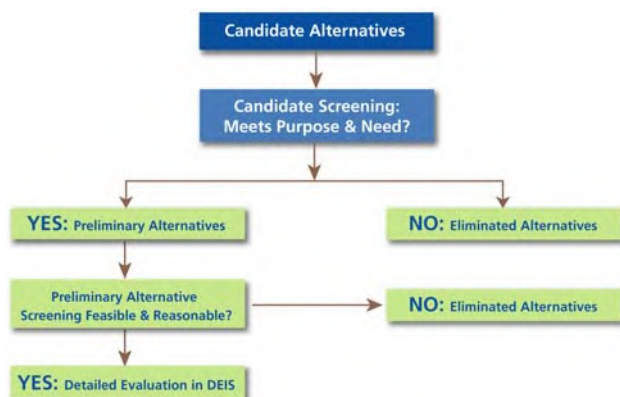 Candidate Alternatives
Candidate Screening:
Meets Purpose & Need?
YES: Preliminary Alternatives
NO: Eliminated Alternatives
Preliminary Alternative
Screening Feasible & Reasonable?
NO: Eliminated Alternatives
YES: Detailed Evaluation in DEIS